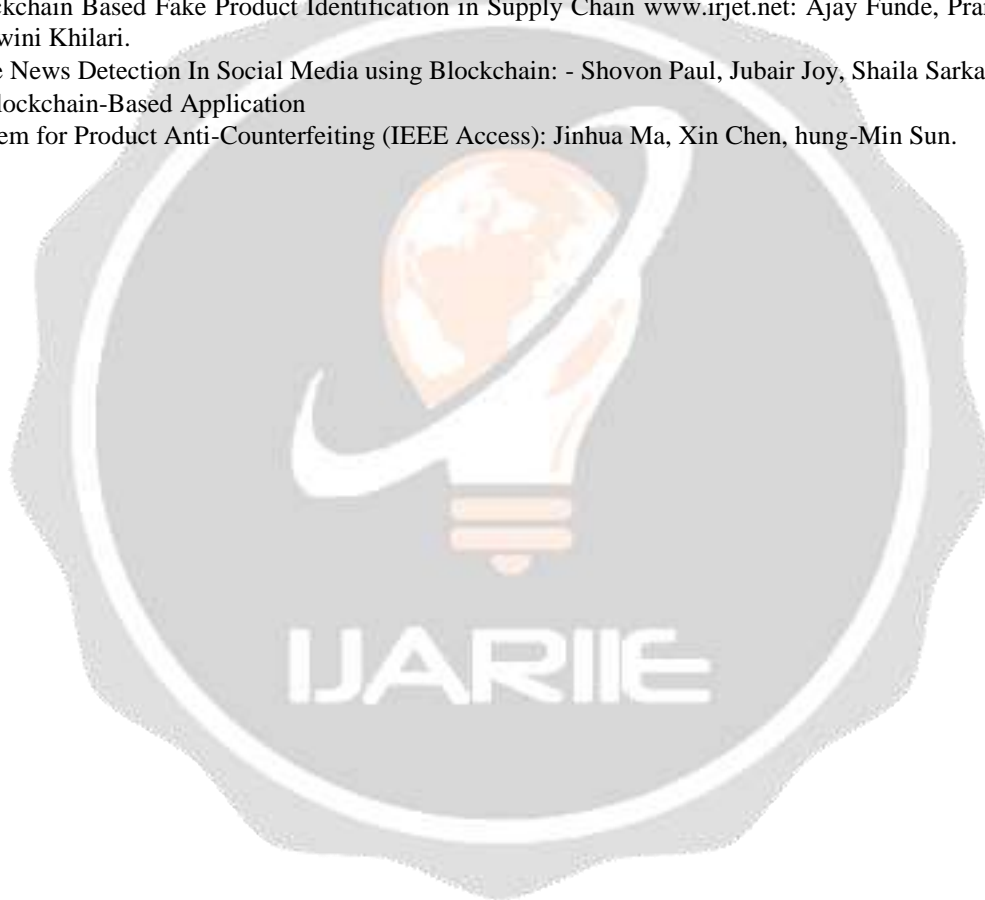 ckchain Based Fake Product Identification in Supply Chain www.irjet.net: Ajay Funde, Pra
wini Khilari.
e News Detection In Social Media using Blockchain: - Shovon Paul, Jubair Joy, Shaila Sarka
lockchain-Based Application
em for Product Anti-Counterfeiting (IEEE Access): Jinhua Ma, Xin Chen, hung-Min Sun.
IJARIIE